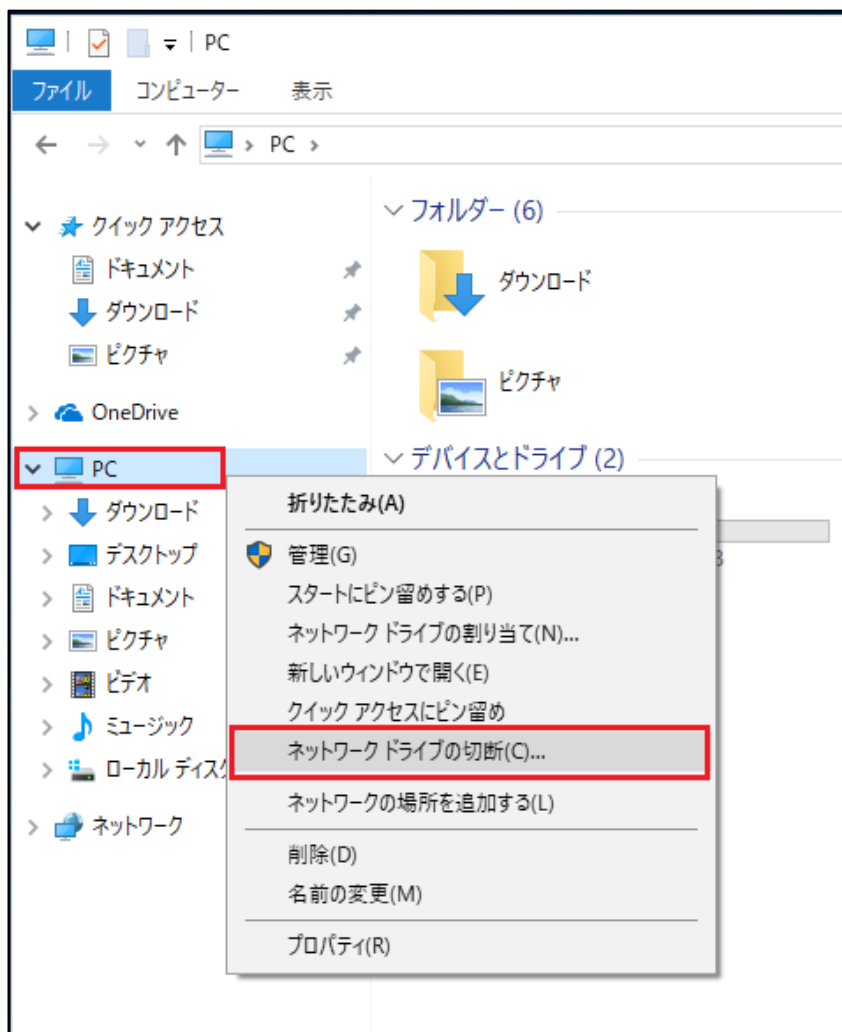 PC
ファイル コンピューター 表示
PC
クイック アクセス
ドキュメント
ダウンロード
ピクチャ
OneDrive
PC
ダウンロード
デスクトップ
ドキュメント
ピクチャ
ビデオ
ミュージック
ローカル ディスク
ネットワーク
フォルダー (6)
ダウンロード
ピクチャ
デバイスとドライブ (2)
折りたたみ(A)
管理(G)
スタートにピン留めする(P)
ネットワーク ドライブの割り当て(N)...
新しいウィンドウで開く(E)
クイック アクセスにピン留め
ネットワーク ドライブの切断(C)...
ネットワークの場所を追加する(L)
削除(D)
名前の変更(M)
プロパティ(R)